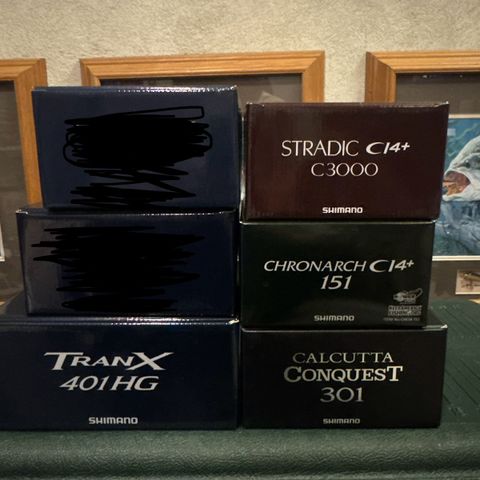 STRADIC CI4+
C3000
SHIMANO
CHRONARCH CI4+
151
SHIMANO
TRANX
401HG
SHIMANO
CALCUTTA
CONQUEST
301
SHIMANO